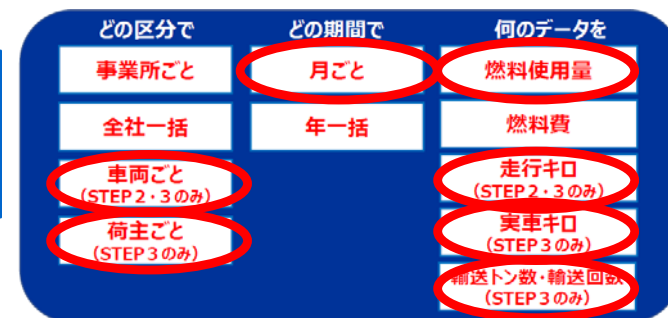 どの区分で
どの期間で
何のデータを
事業所ごと
月ごと
燃料使用量
全社一括
年一括
燃料費
車両ごと
(STEP2・3のみ)
走行キロ
(STEP2・3のみ)
荷主ごと
(STEP3のみ)
実車キロ
(STEP3のみ)
輸送トン数・輸送回数
(STEP3のみ)